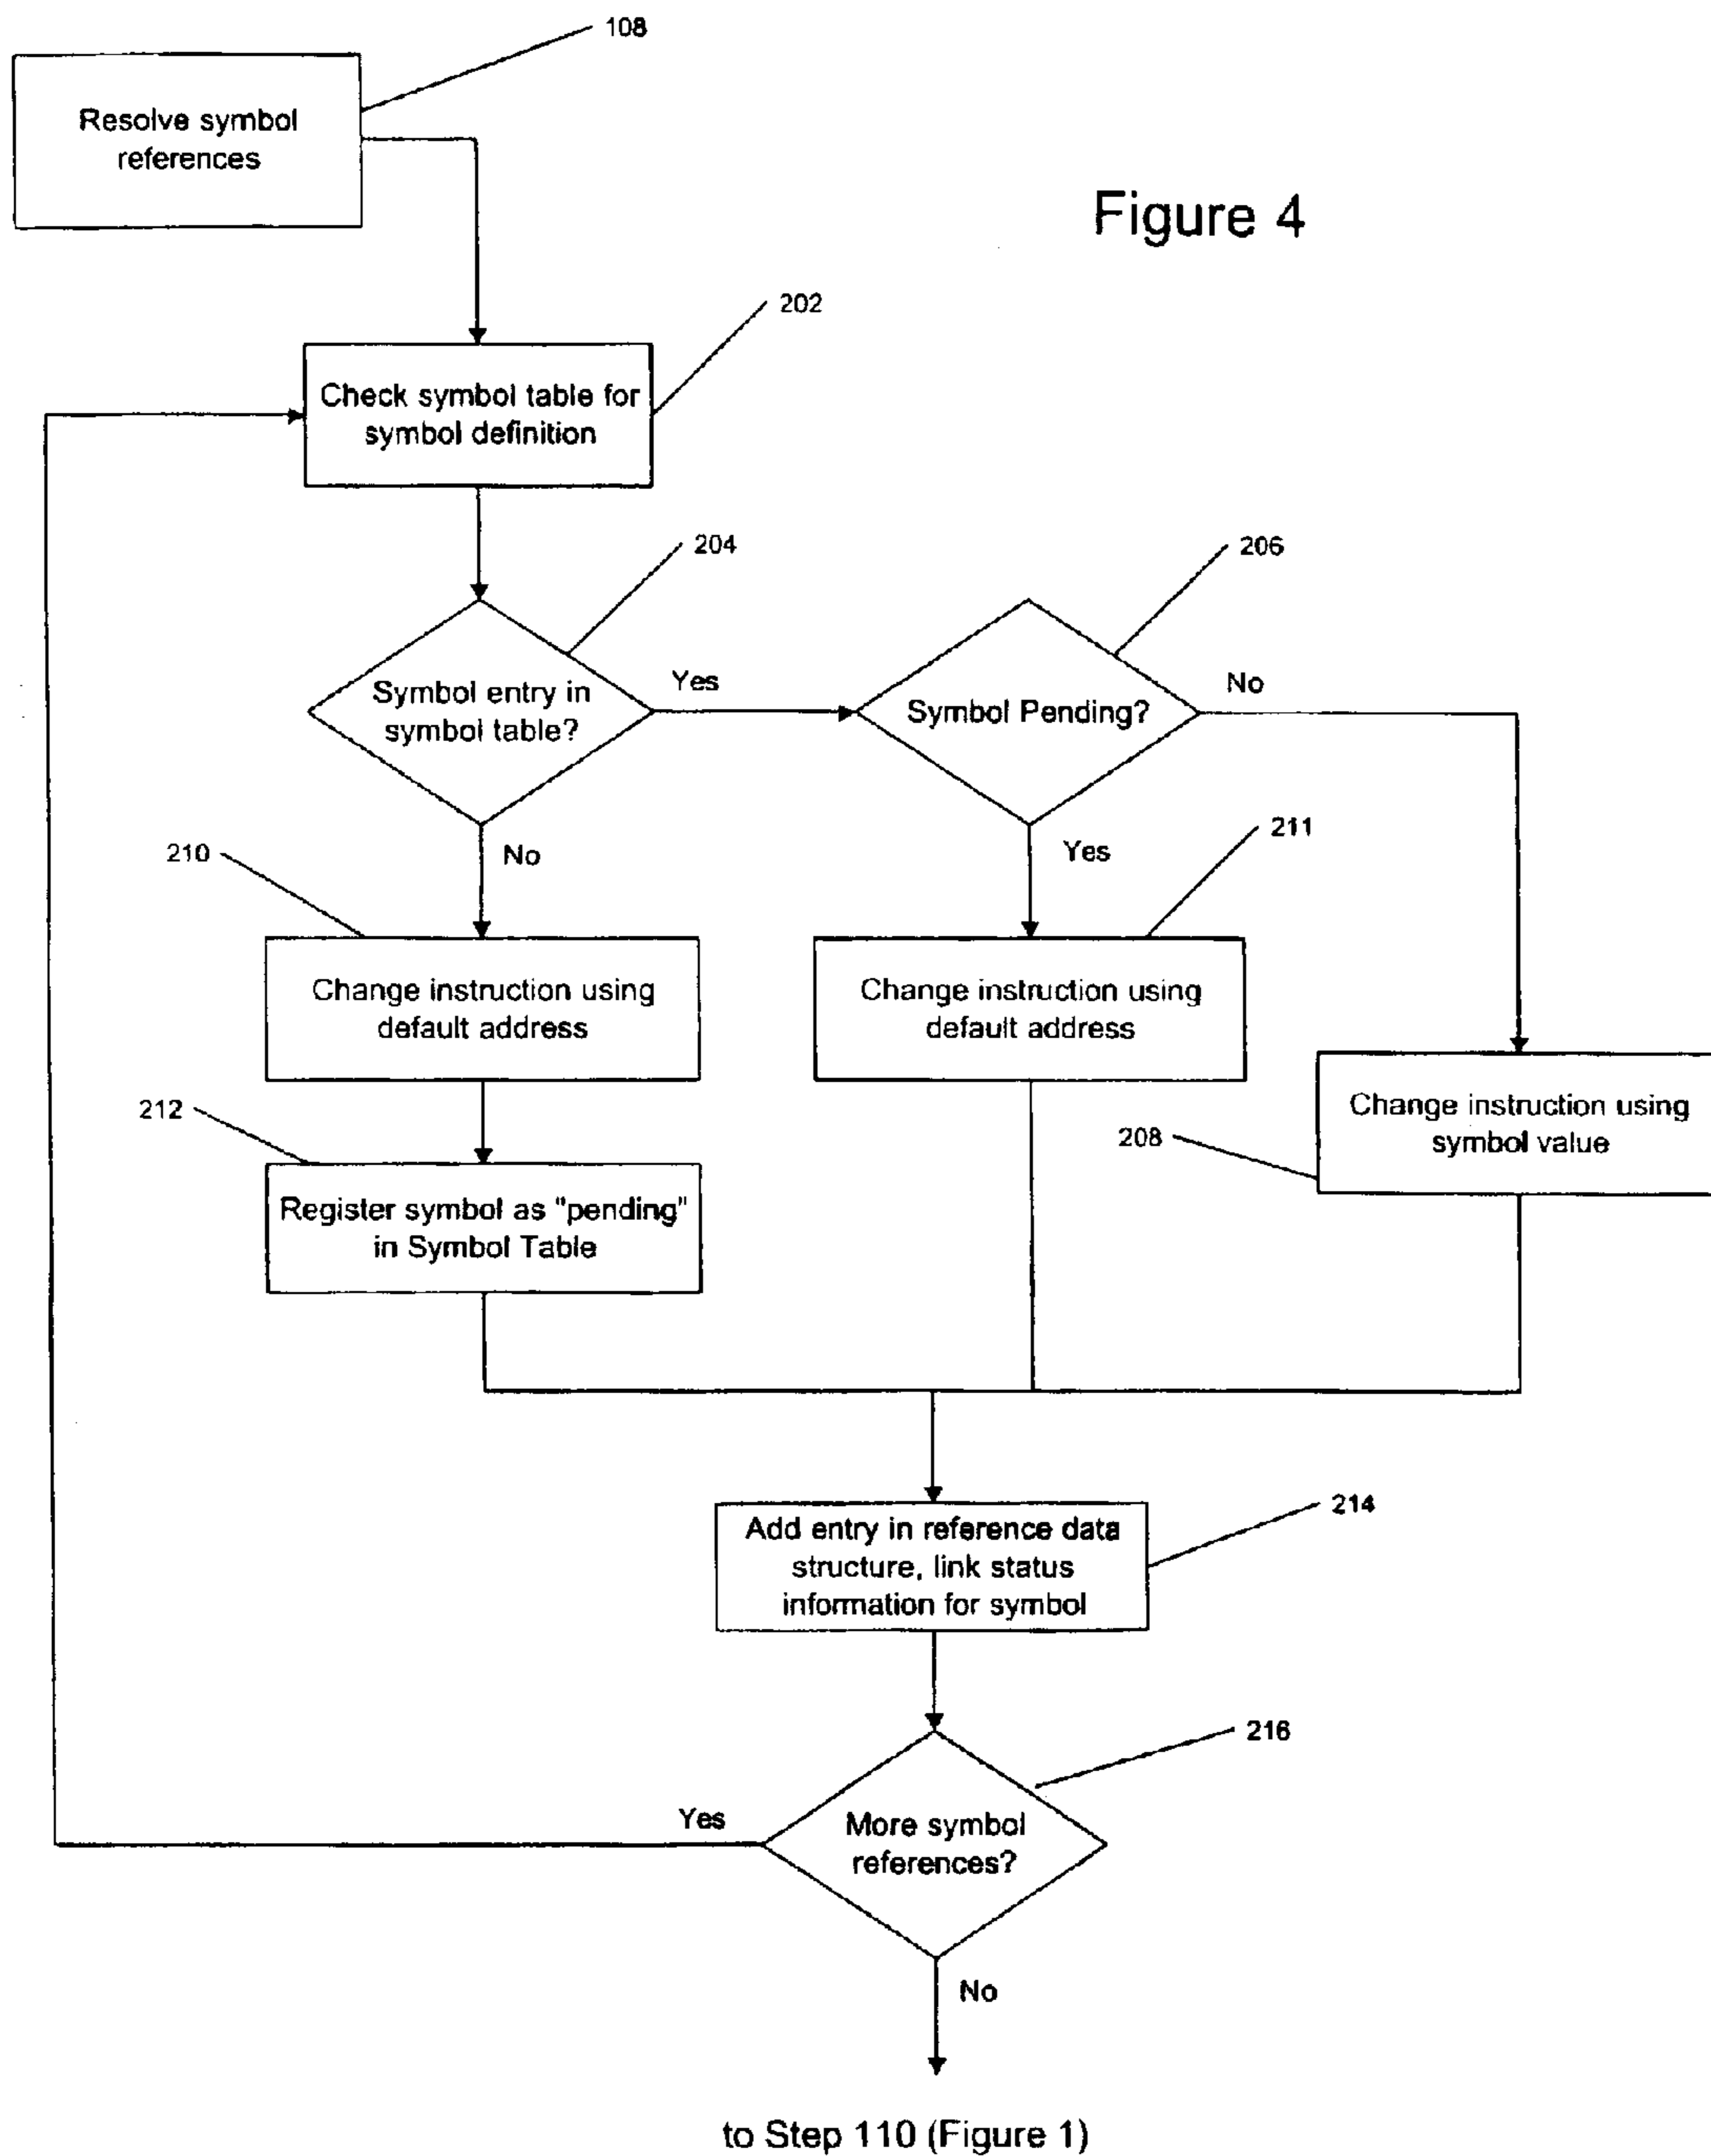 108
Resolve symbol
references
Figure 4
202
Check symbol table for
symbol definition
204
206
Symbol entry in
symbol table?
Yes
Symbol Pending?
No
210
No
Yes
211
Change instruction using
default address
Change instruction using
default address
212
208
Change instruction using
symbol value
Register symbol as "pending"
in Symbol Table
214
Add entry in reference data
structure, link status
information for symbol
216
Yes
More symbol
references?
No
to Step 110 (Figure 1)